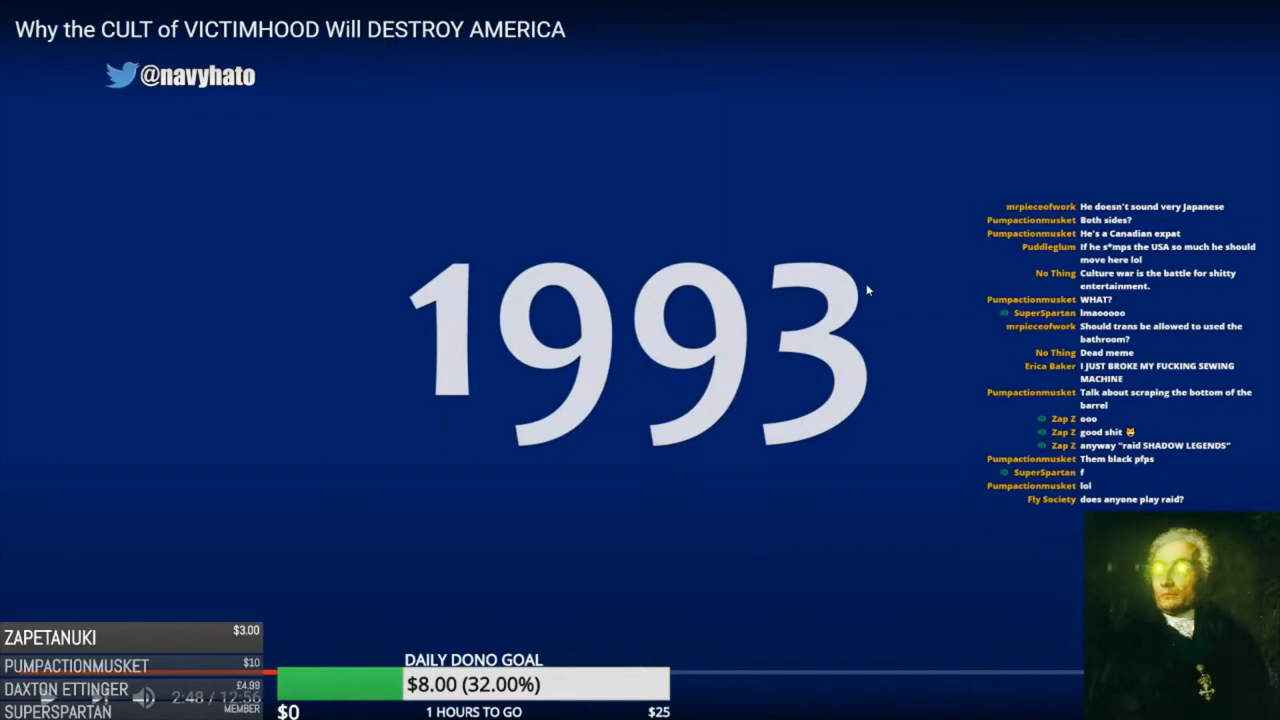 Why the CULT of VICTIMHOOD Will DESTROY AMERICA
@navyhato
1993
mrpieceofwork He doesn't sound very Japanese
Pumpactionmusket Both sides?
Pumpactionmusket He's a Canadian expat
Puddleglum If he s*mps the USA so much he should
move here lol
No Thing Culture war is the battle for shitty
entertainment.
Pumpactionmusket WHAT?
SuperSpartan lmaooooo
mrpieceofwork Should trans be allowed to used the
bathroom?
No Thing Dead meme
Erica Baker I JUST BROKE MY FUCKING SEWING
MACHINE
Pumpactionmusket Talk about scraping the bottom of the
barrel
Zap Z ooo
Zap Z good shit 🐯
Zap Z anyway "raid SHADOW LEGENDS"
Pumpactionmusket Them black pfps
SuperSpartan f
Pumpactionmusket lol
Fly Society does anyone play raid?
ZAPETANUKI $3.00
PUMPACTIONMUSKET $10
DAXTON ETTINGER £4.99
2:48 / 12:56
SUPERSPARTAN MEMBER
DAILY DONO GOAL
$8.00 (32.00%)
$0 1 HOURS TO GO $25